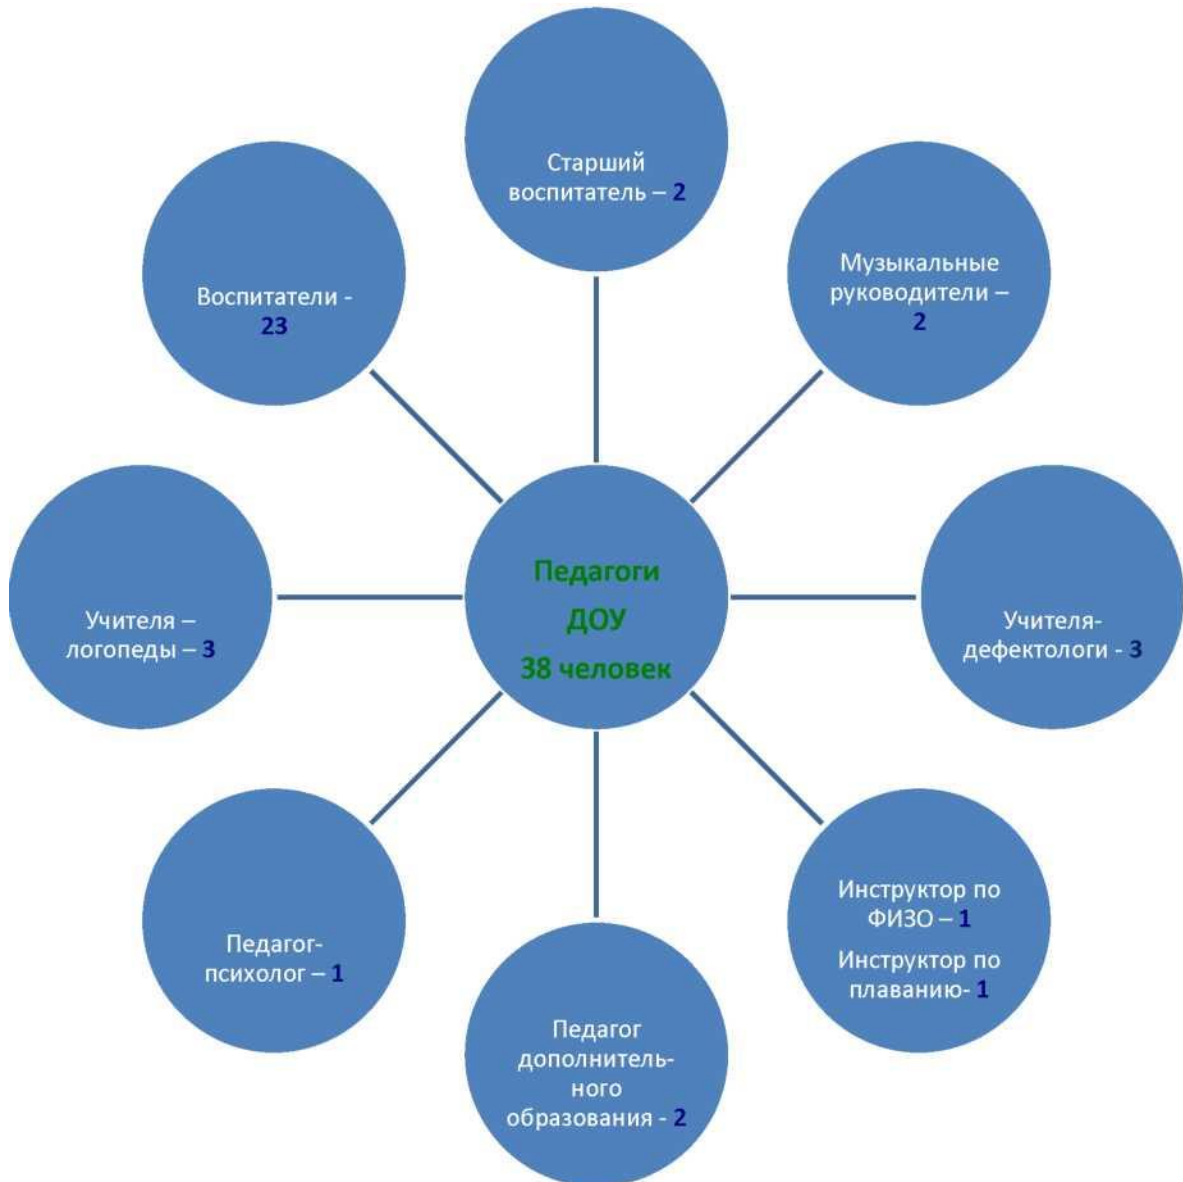 Старший
воспитатель – 2
Музыкальные
руководители –
2
Воспитатели -
23
Педагоги
ДОУ
38 человек
Учителя –
логопеды – 3
Учителя-
дефектологи - 3
Инструктор по
ФИЗО – 1
Инструктор по
плаванию- 1
Педагог-
психолог – 1
Педагог
дополнитель-
ного
образования - 2